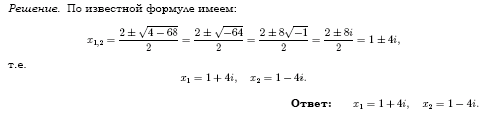 Решение. По известной формуле имеем:
x₁,₂ = (2 ± √(4 − 68))/2 = (2 ± √(−64))/2 = (2 ± 8√(−1))/2 = (2 ± 8i)/2 = 1 ± 4i,
т.е.
x₁ = 1 + 4i, x₂ = 1 − 4i.
Ответ: x₁ = 1 + 4i, x₂ = 1 − 4i.